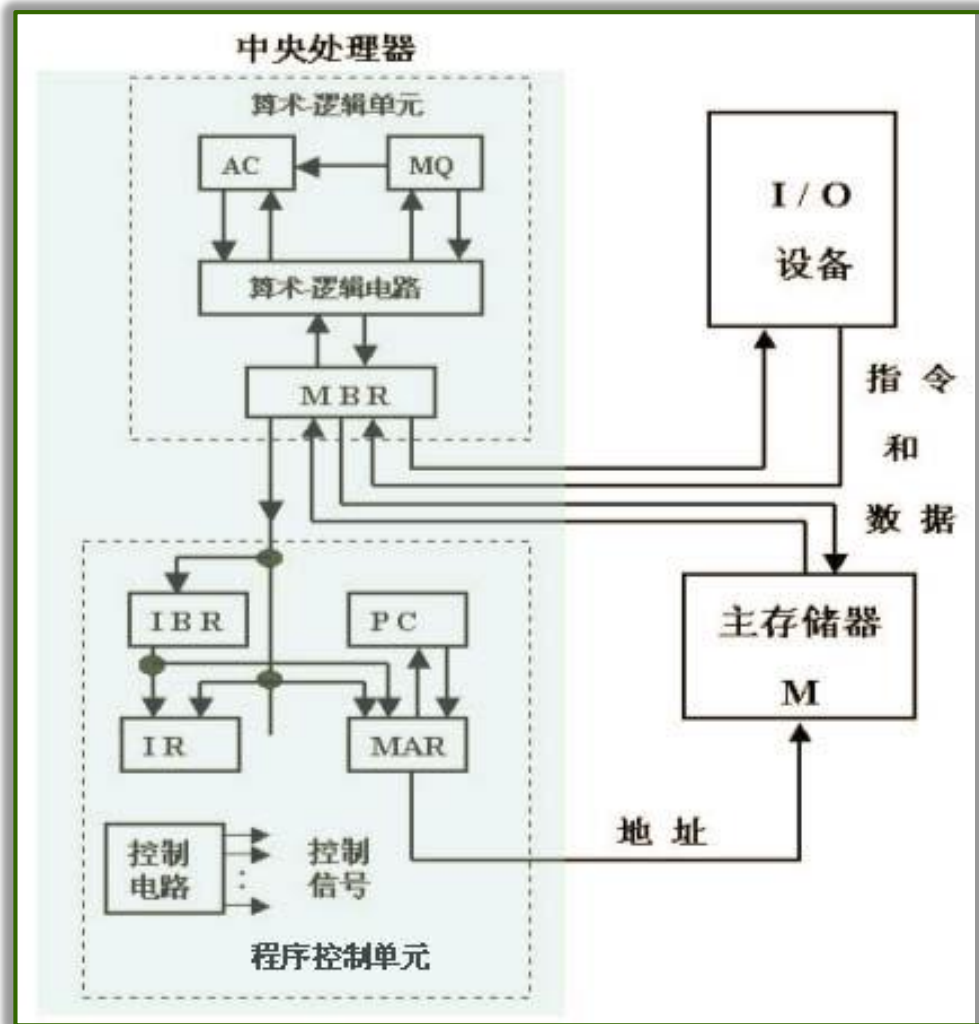 中央处理器
算术-逻辑单元
AC
MQ
算术-逻辑电路
MBR
I/O
设备
指令
和
数据
IBR
PC
IR
MAR
主存储器
M
地址
控制
电路
控制
信号
程序控制单元